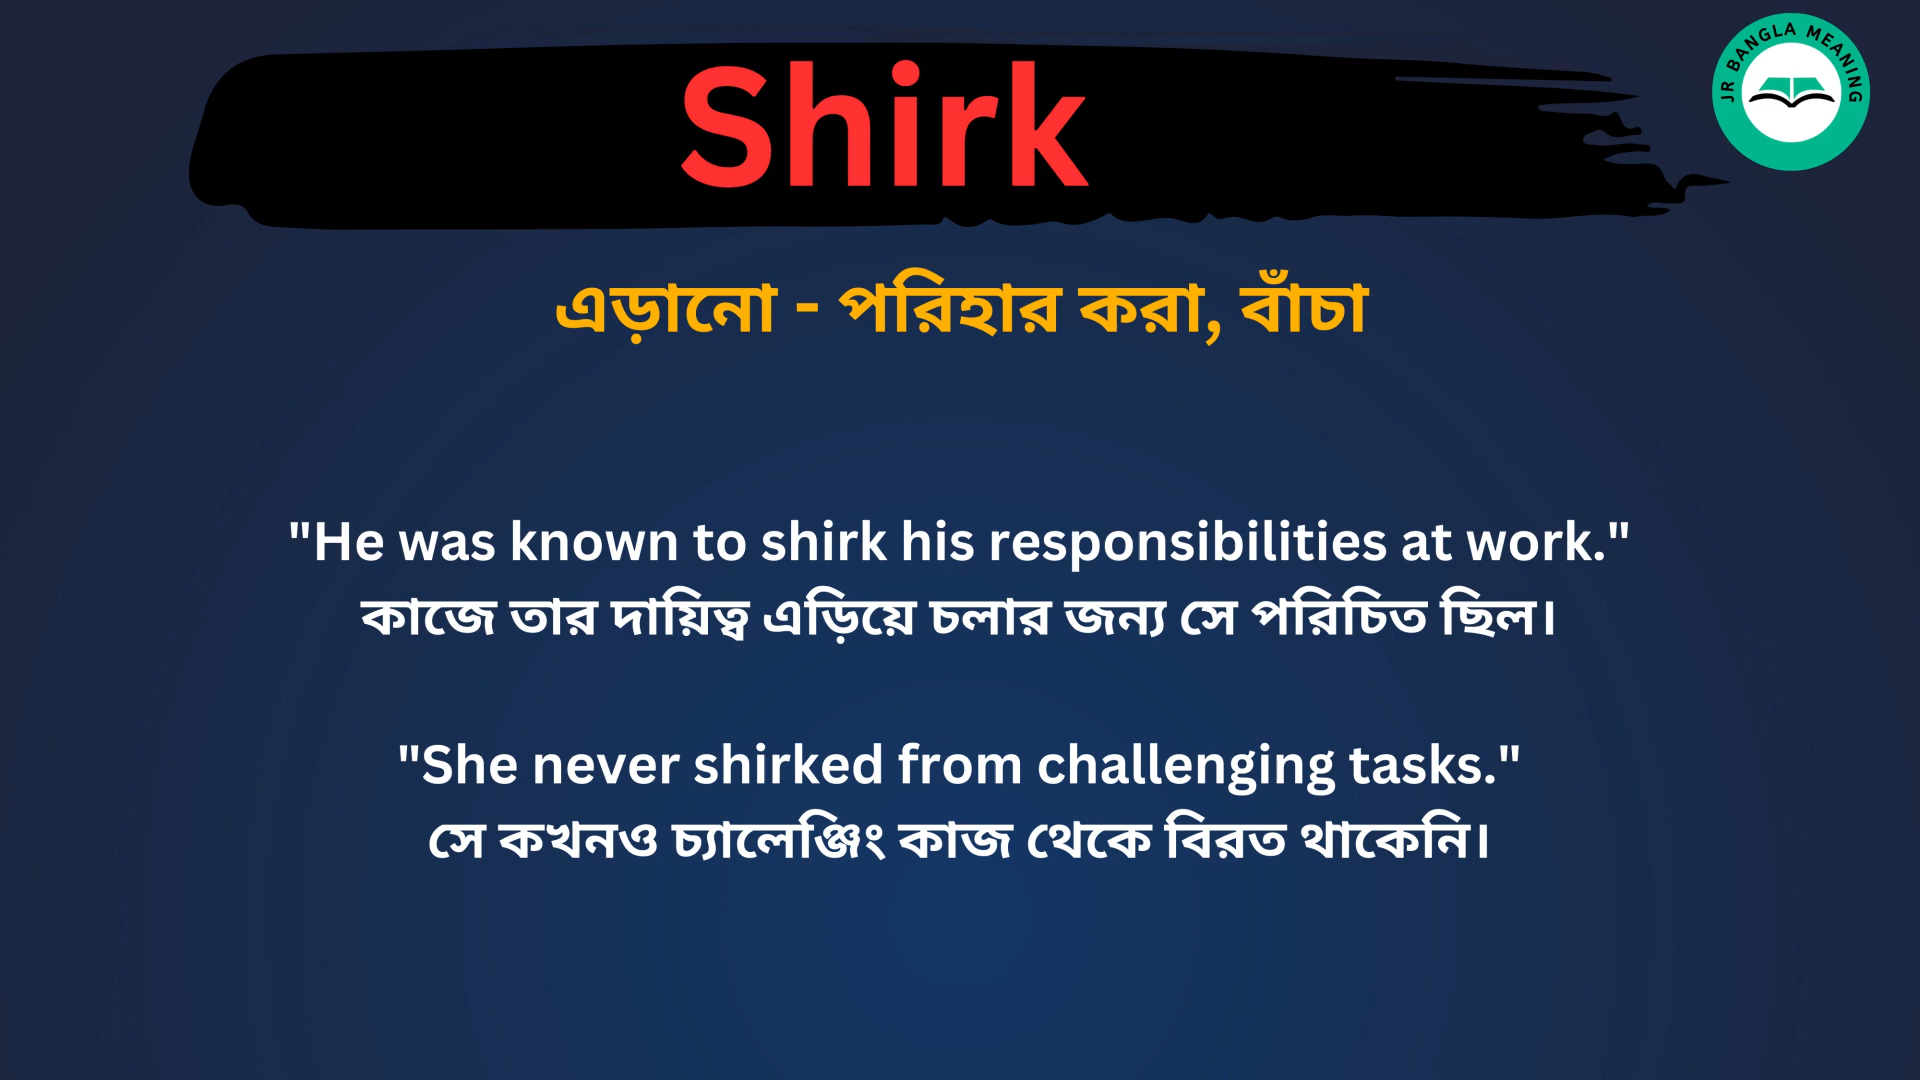 Shirk
JR BANGLA MEANING
এড়ানো - পরিহার করা, বাঁচা
"He was known to shirk his responsibilities at work."
কাজে তার দায়িত্ব এড়িয়ে চলার জন্য সে পরিচিত ছিল।
"She never shirked from challenging tasks."
সে কখনও চ্যালেঞ্জিং কাজ থেকে বিরত থাকেনি।